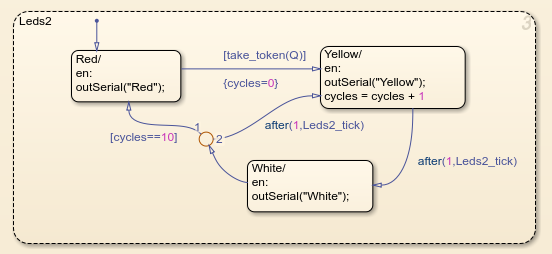 Leds2
3
Red/
en:
outSerial("Red");
[take_token(Q)]
{cycles=0}
Yellow/
en:
outSerial("Yellow");
cycles = cycles + 1
1
[cycles==10]
2
after(1,Leds2_tick)
after(1,Leds2_tick)
White/
en:
outSerial("White");